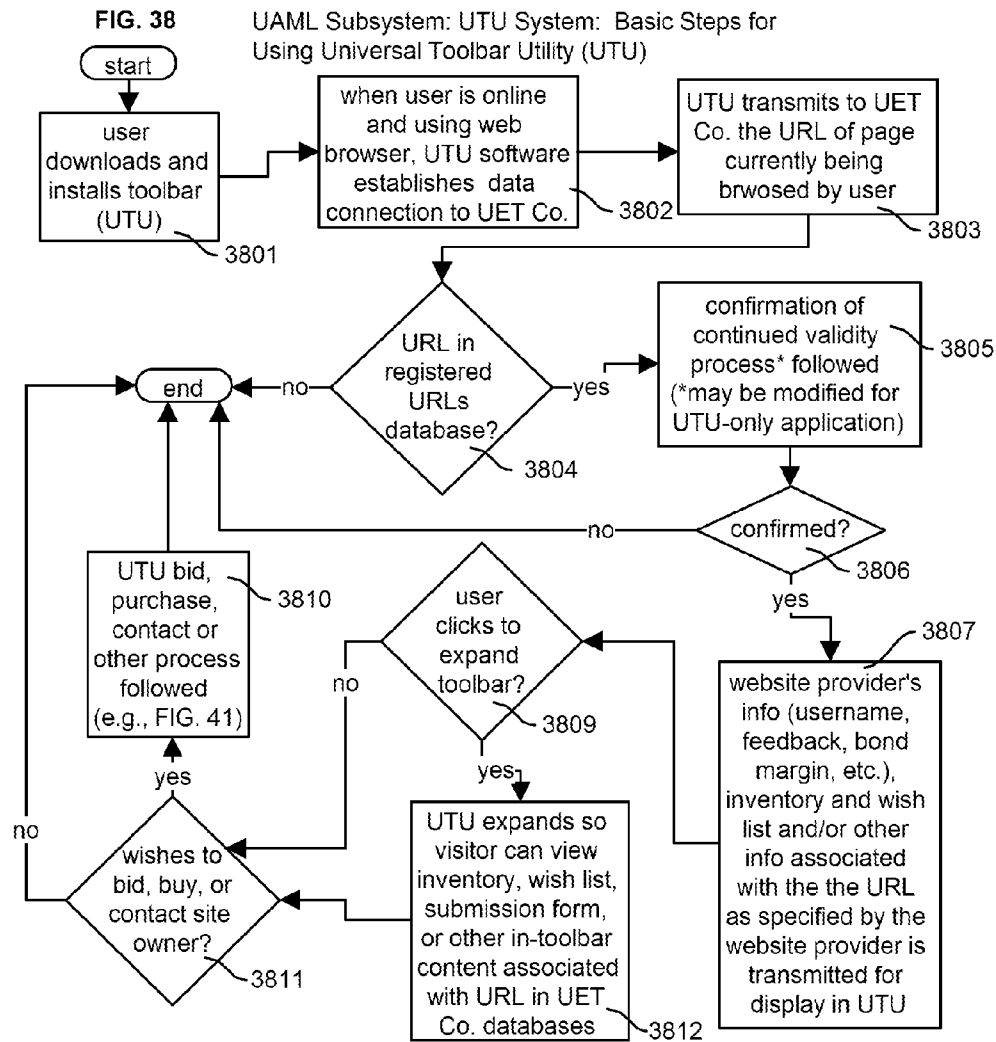 FIG. 38
UAML Subsystem: UTU System: Basic Steps for
Using Universal Toolbar Utility (UTU)
start
user
downloads and
installs toolbar
(UTU)
3801
when user is online
and using web
browser, UTU software
establishes data
connection to UET Co.
3802
UTU transmits to UET
Co. the URL of page
currently being
brwosed by user
3803
URL in
registered
URLs
database?
3804
no
end
yes
confirmation of
continued validity
process* followed
(*may be modified for
UTU-only application)
3805
confirmed?
3806
no
yes
3807
website provider's
info (username,
feedback, bond
margin, etc.),
inventory and wish
list and/or other
info associated
with the the URL
as specified by the
website provider is
transmitted for
display in UTU
user
clicks to
expand
toolbar?
3809
no
yes
UTU expands so
visitor can view
inventory, wish list,
submission form,
or other in-toolbar
content associated
with URL in UET
Co. databases
3812
wishes to
bid, buy, or
contact site
owner?
3811
no
yes
UTU bid,
purchase,
contact or
other process
followed
(e.g., FIG. 41)
3810